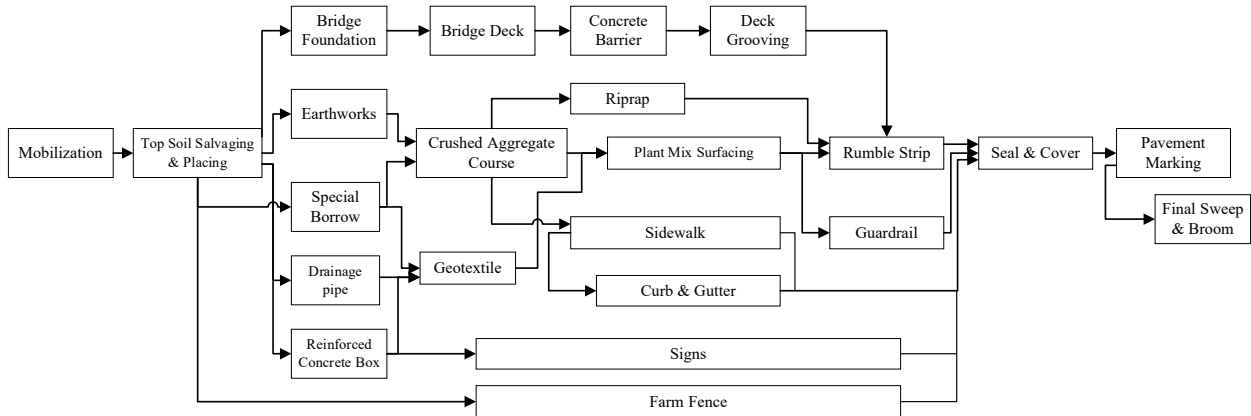 Bridge
Foundation
Bridge Deck
Concrete
Barrier
Deck
Grooving
Earthworks
Riprap
Mobilization
Top Soil Salvaging
& Placing
Crushed Aggregate
Course
Plant Mix Surfacing
Rumble Strip
Seal & Cover
Pavement
Marking
Special
Borrow
Sidewalk
Guardrail
Final Sweep
& Broom
Drainage
pipe
Geotextile
Curb & Gutter
Reinforced
Concrete Box
Signs
Farm Fence